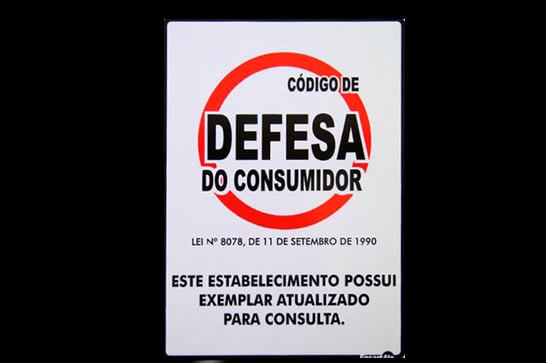 CÓDIGO DE
DEFESA
DO CONSUMIDOR
LEI Nº 8078, DE 11 DE SETEMBRO DE 1990
ESTE ESTABELECIMENTO POSSUI
EXEMPLAR ATUALIZADO
PARA CONSULTA.